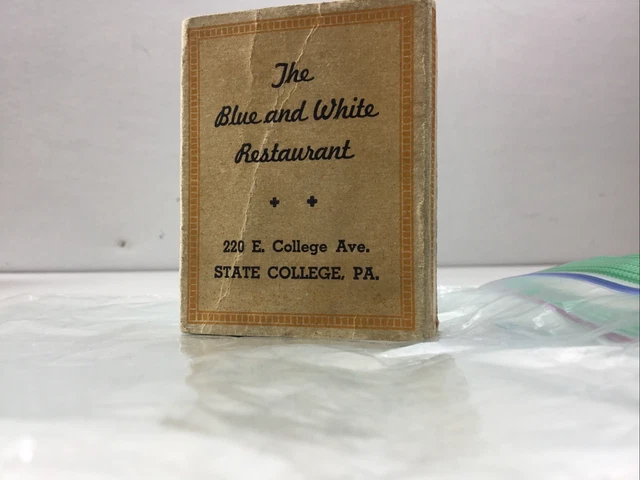 The
Blue and White
Restaurant
220 E. College Ave.
STATE COLLEGE, PA.